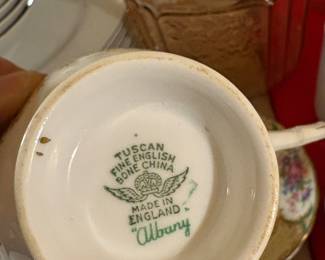 TUSCAN
FINE ENGLISH
BONE CHINA
MADE IN
ENGLAND
"Albany